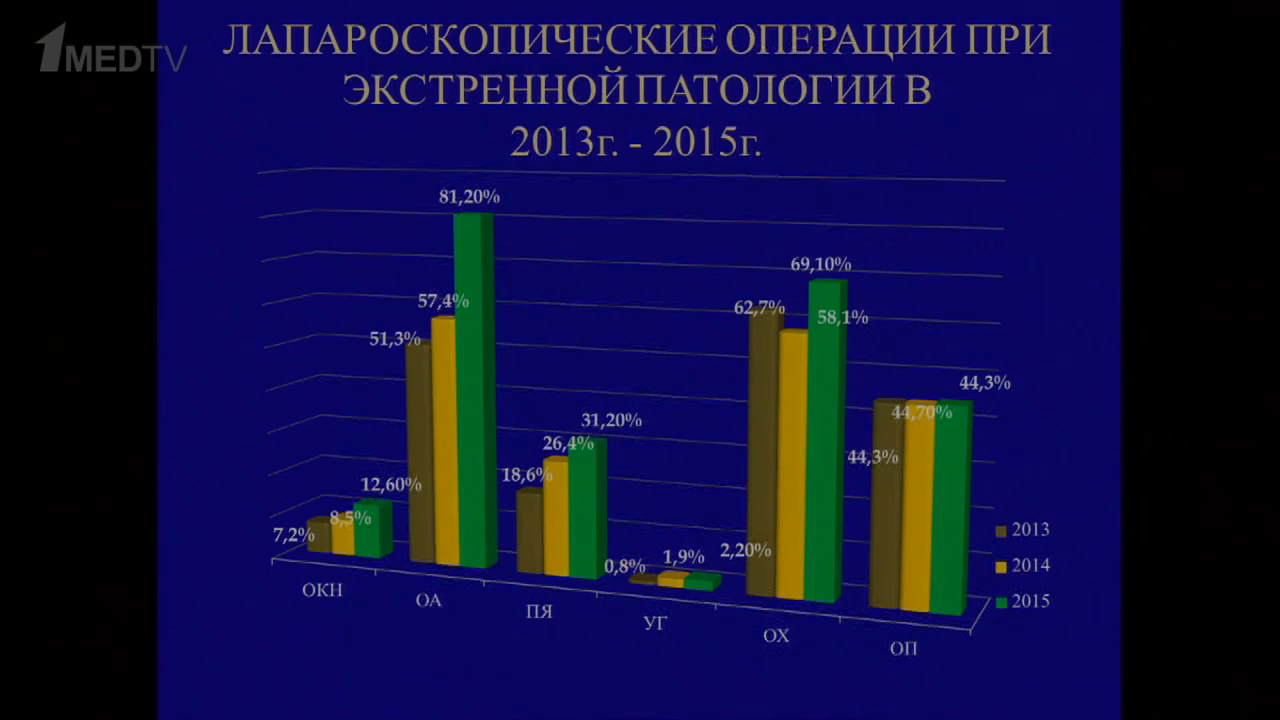 1MEDTV
ЛАПАРОСКОПИЧЕСКИЕ ОПЕРАЦИИ ПРИ
ЭКСТРЕННОЙ ПАТОЛОГИИ В
2013г. - 2015г.
81,20%
69,10%
57,4%
62,7%
58,1%
51,3%
44,3%
44,70%
31,20%
26,4%
44,3%
18,6%
12,60%
8,5%
7,2%
2,20%
1,9%
0,8%
2013
2014
2015
ОКН
ОА
ПЯ
УГ
ОХ
ОП